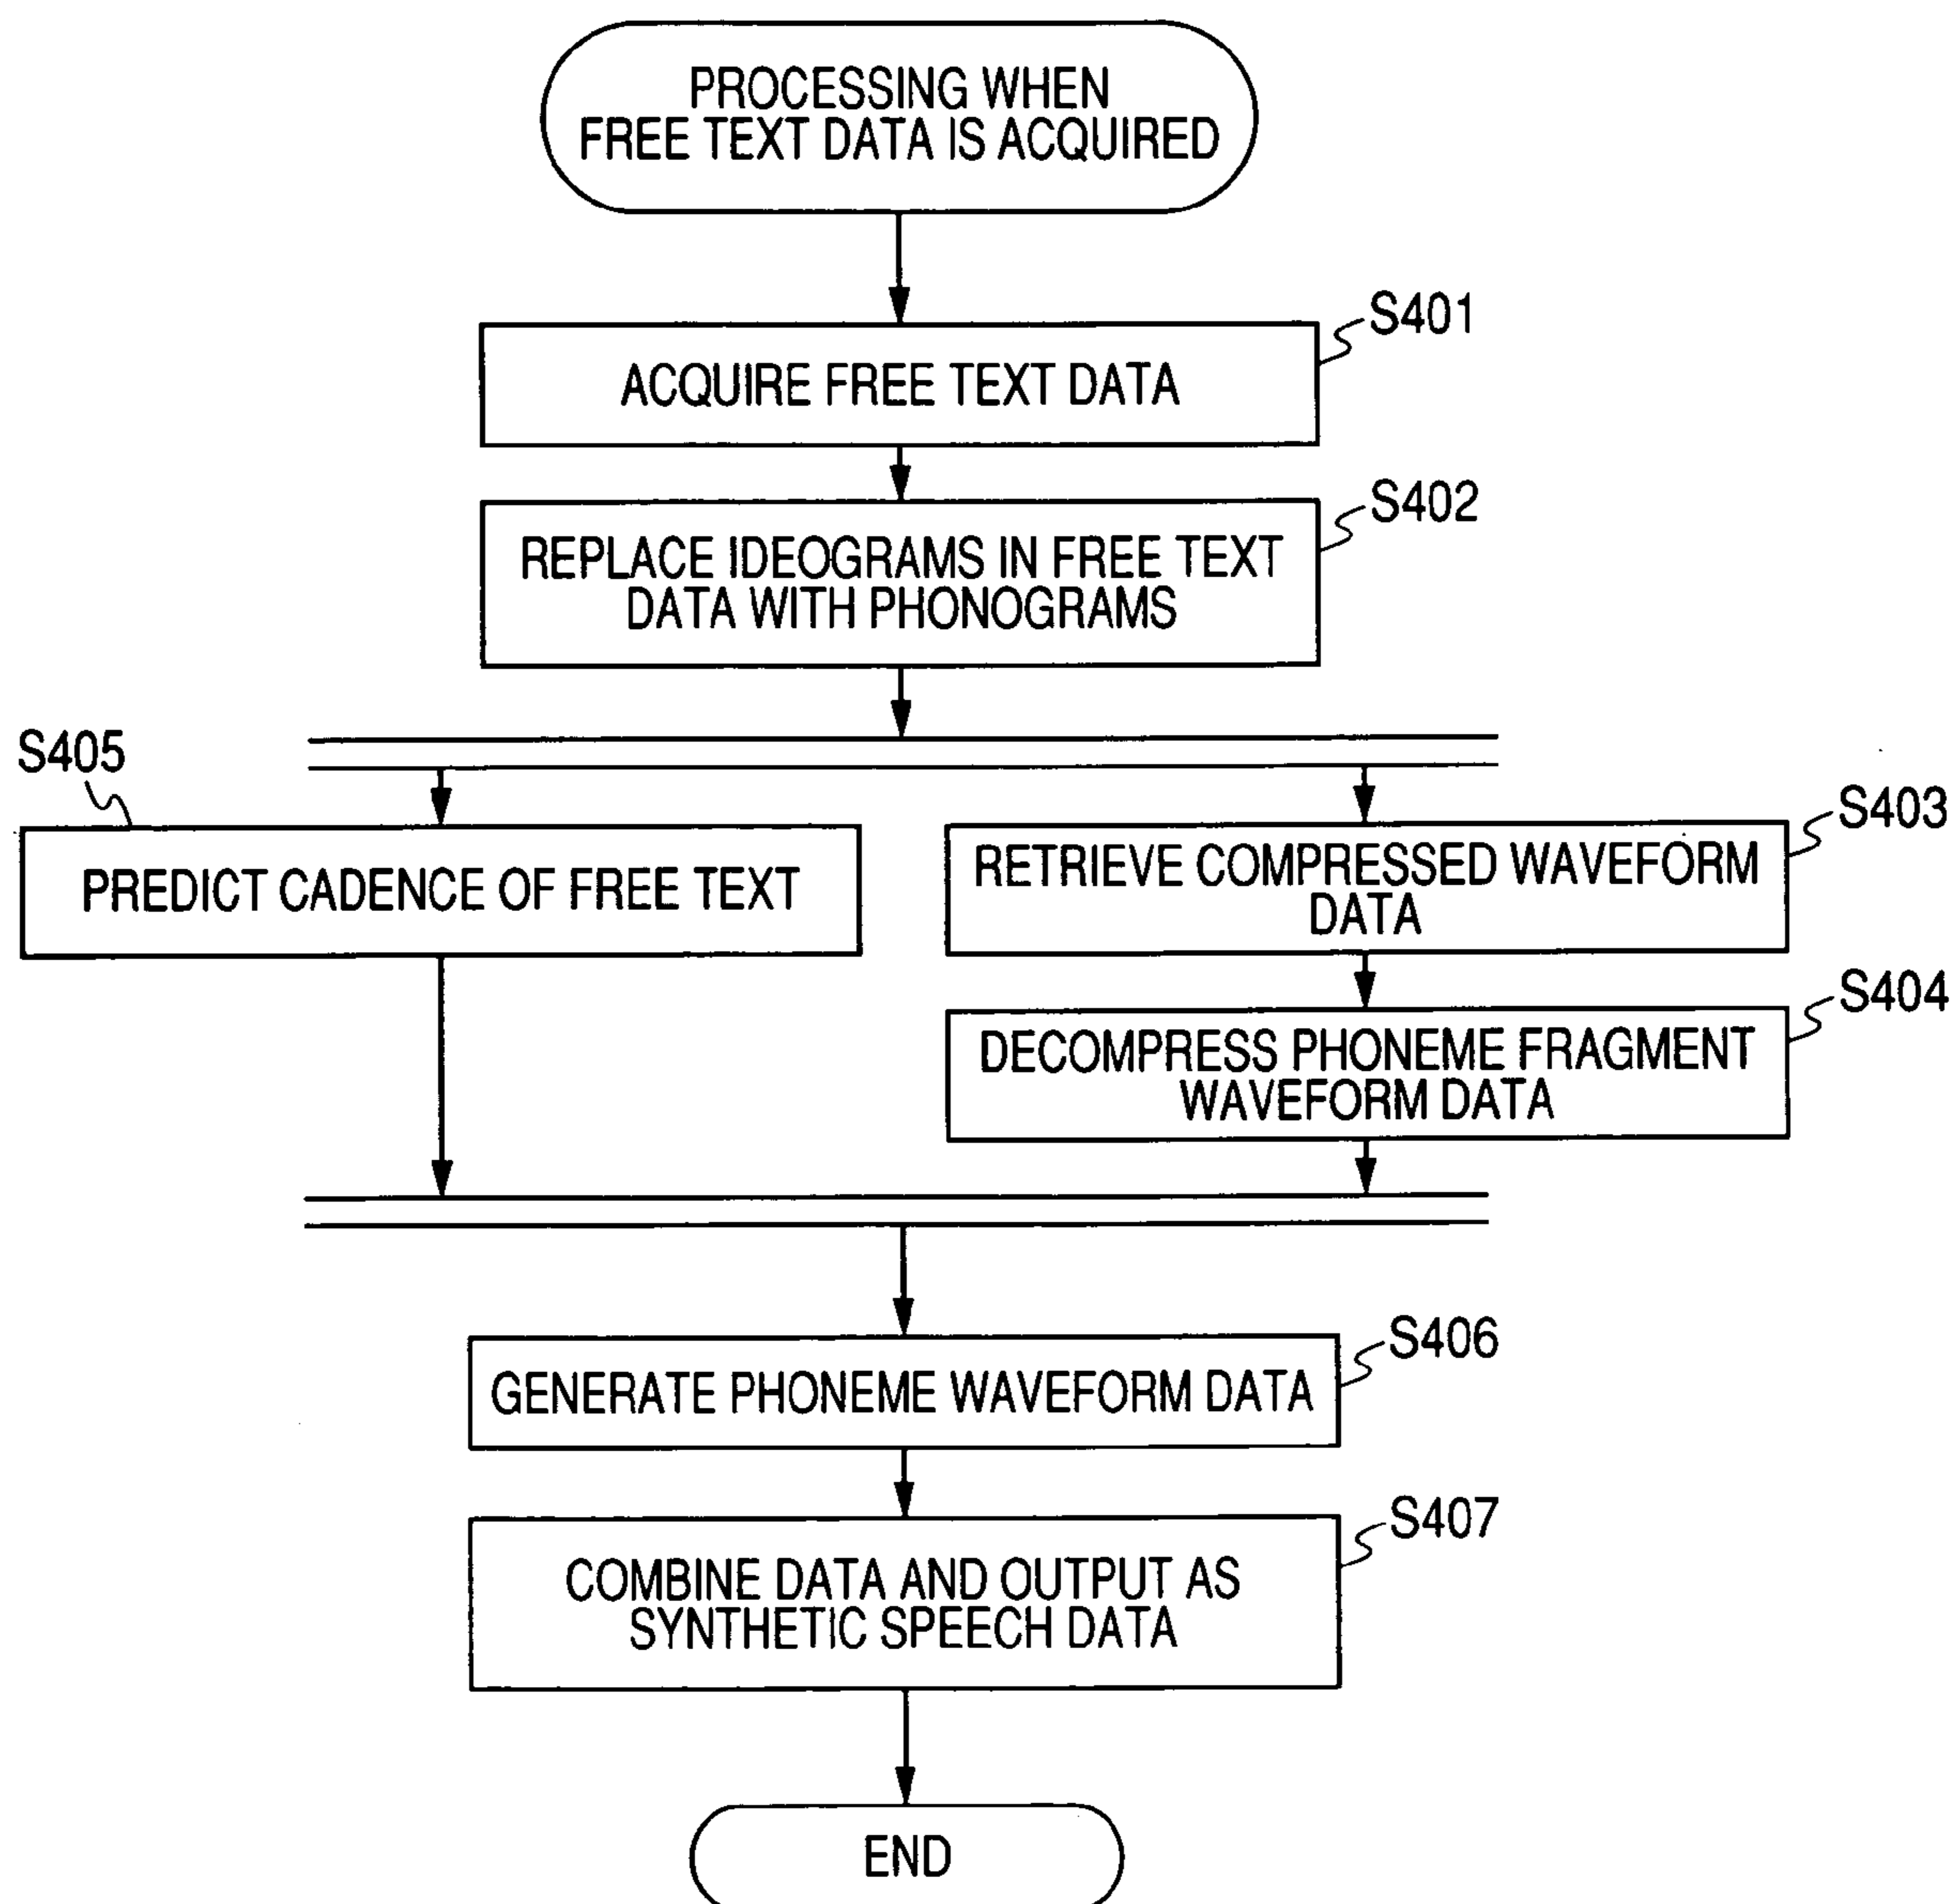 PROCESSING WHEN
FREE TEXT DATA IS ACQUIRED
S401
ACQUIRE FREE TEXT DATA
S402
REPLACE IDEOGRAMS IN FREE TEXT
DATA WITH PHONOGRAMS
S405
PREDICT CADENCE OF FREE TEXT
S403
RETRIEVE COMPRESSED WAVEFORM
DATA
S404
DECOMPRESS PHONEME FRAGMENT
WAVEFORM DATA
S406
GENERATE PHONEME WAVEFORM DATA
S407
COMBINE DATA AND OUTPUT AS
SYNTHETIC SPEECH DATA
END